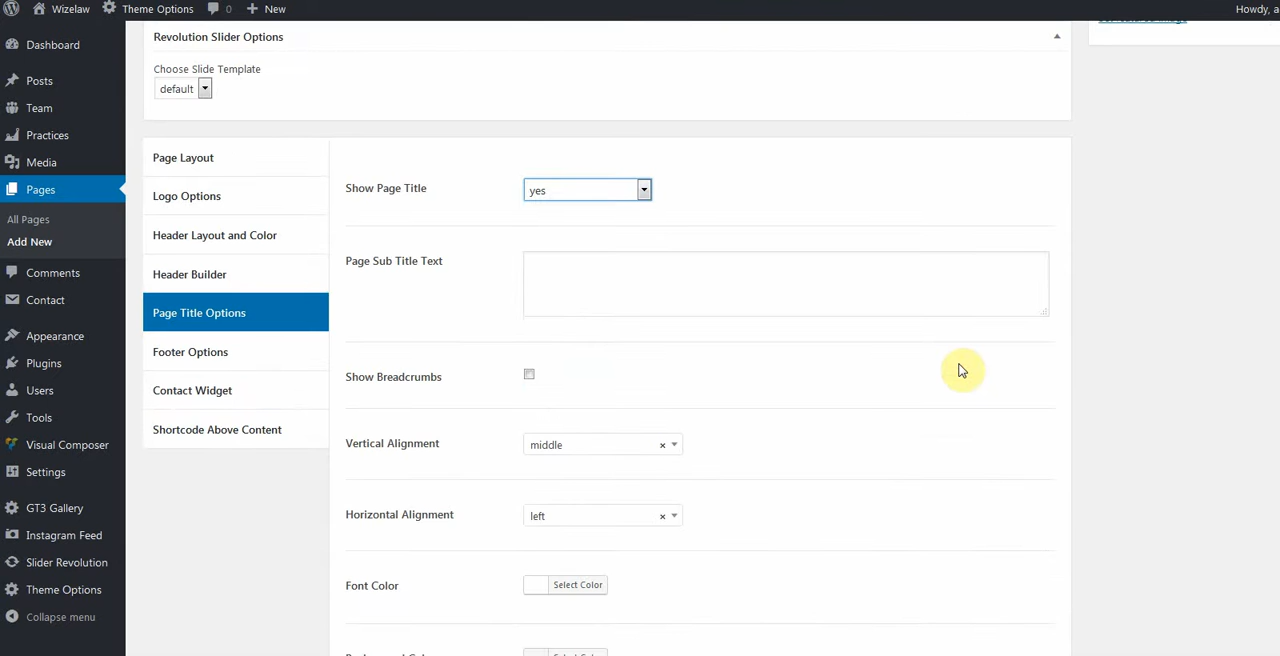 Wizelaw Theme Options 0 New Howdy, a
Revolution Slider Options
Choose Slide Template
default
Dashboard
Posts
Team
Practices
Media
Pages
All Pages
Add New
Comments
Contact
Appearance
Plugins
Users
Tools
Visual Composer
Settings
GT3 Gallery
Instagram Feed
Slider Revolution
Theme Options
Collapse menu
Page Layout
Logo Options
Header Layout and Color
Header Builder
Page Title Options
Footer Options
Contact Widget
Shortcode Above Content
Show Page Title yes
Page Sub Title Text
Show Breadcrumbs
Vertical Alignment middle
Horizontal Alignment left
Font Color Select Color